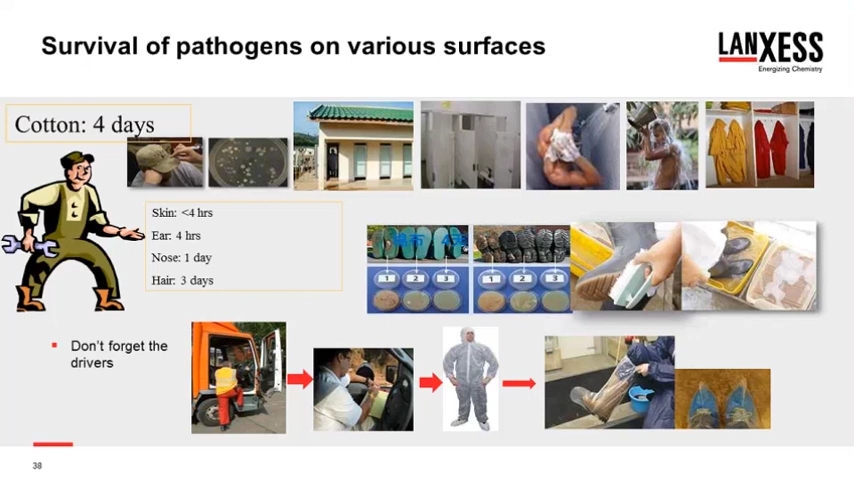 Survival of pathogens on various surfaces
LANXESS
Energizing Chemistry
Cotton: 4 days
Skin: <4 hrs
Ear: 4 hrs
Nose: 1 day
Hair: 3 days
1 2 3
1 2 3
Don’t forget the
drivers
38